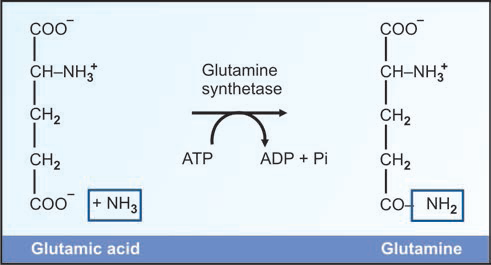 COO⁻
CH–NH₃⁺
CH₂
CH₂
COO⁻ + NH₃
Glutamic acid
Glutamine
synthetase
ATP
ADP + Pi
COO⁻
CH–NH₃⁺
CH₂
CH₂
CO– NH₂
Glutamine